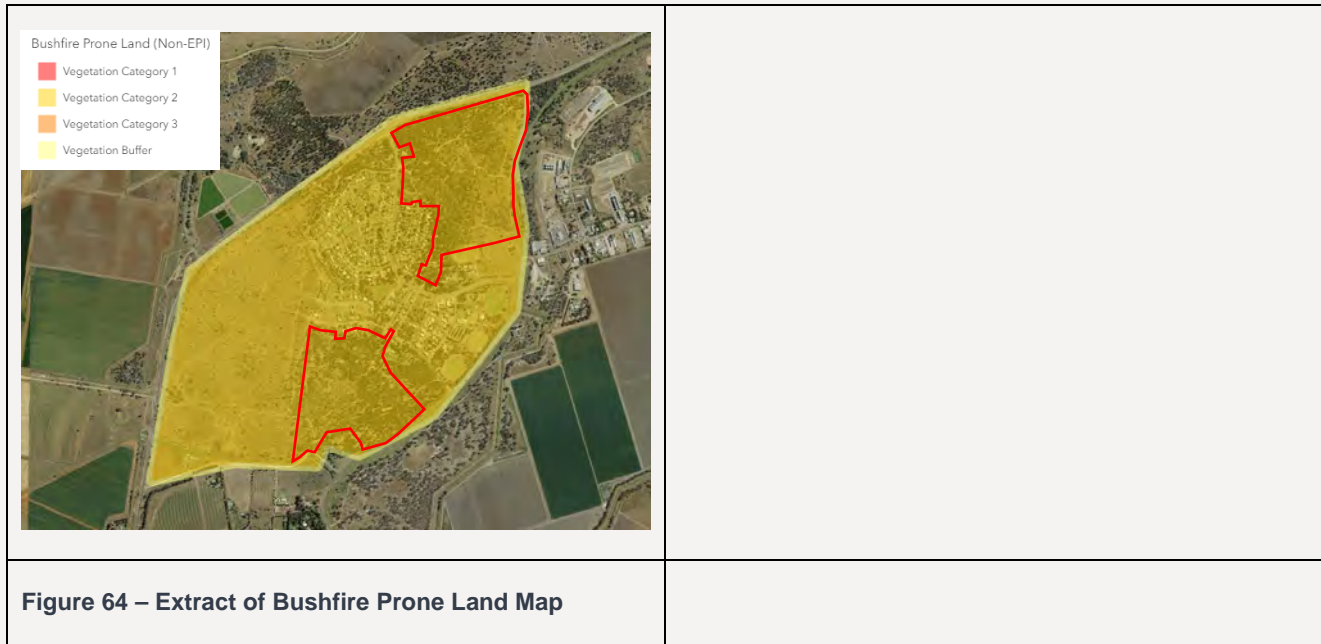 Bushfire Prone Land (Non-EPI)
Vegetation Category 1
Vegetation Category 2
Vegetation Category 3
Vegetation Buffer
Figure 64 – Extract of Bushfire Prone Land Map